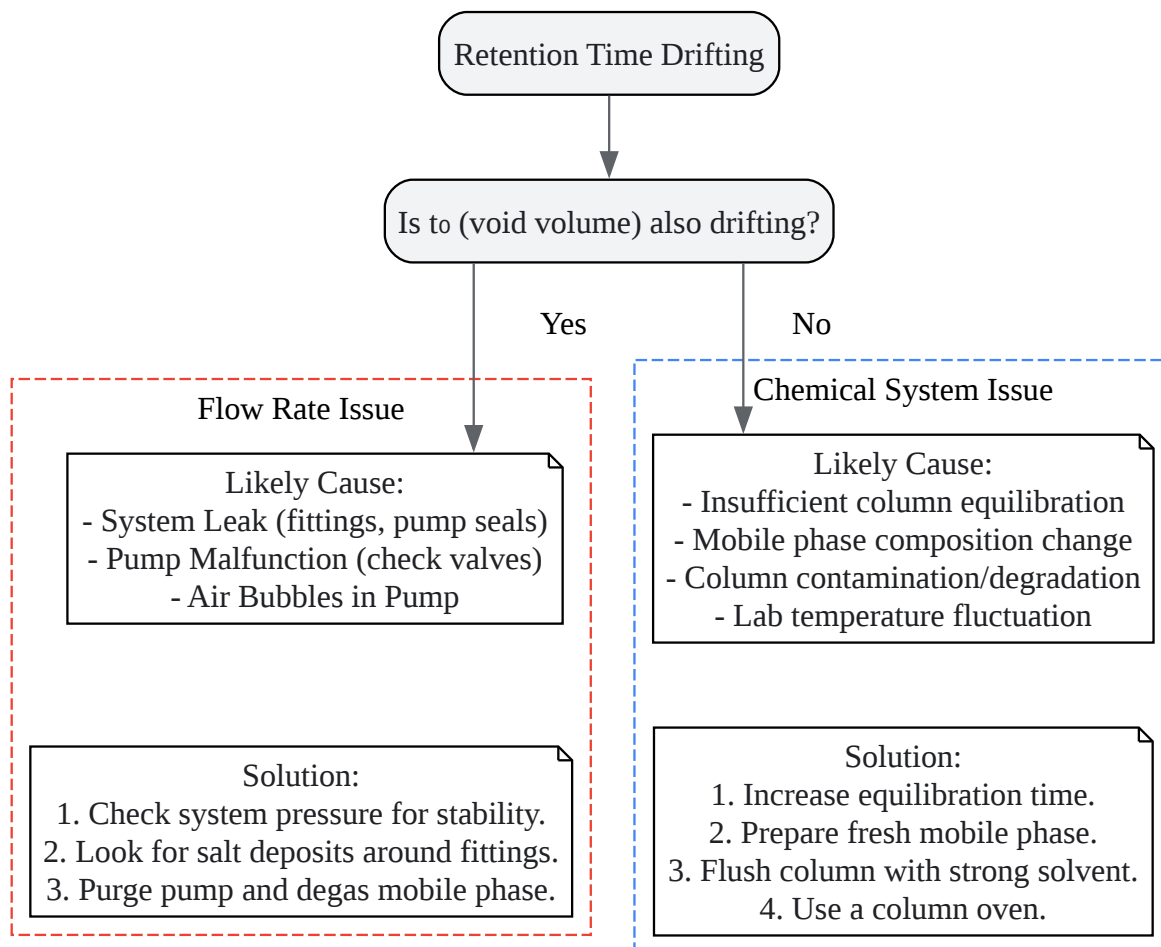 Retention Time Drifting
Is t₀ (void volume) also drifting?
Yes
No
Flow Rate Issue
Likely Cause:
- System Leak (fittings, pump seals)
- Pump Malfunction (check valves)
- Air Bubbles in Pump
Solution:
1. Check system pressure for stability.
2. Look for salt deposits around fittings.
3. Purge pump and degas mobile phase.
Chemical System Issue
Likely Cause:
- Insufficient column equilibration
- Mobile phase composition change
- Column contamination/degradation
- Lab temperature fluctuation
Solution:
1. Increase equilibration time.
2. Prepare fresh mobile phase.
3. Flush column with strong solvent.
4. Use a column oven.